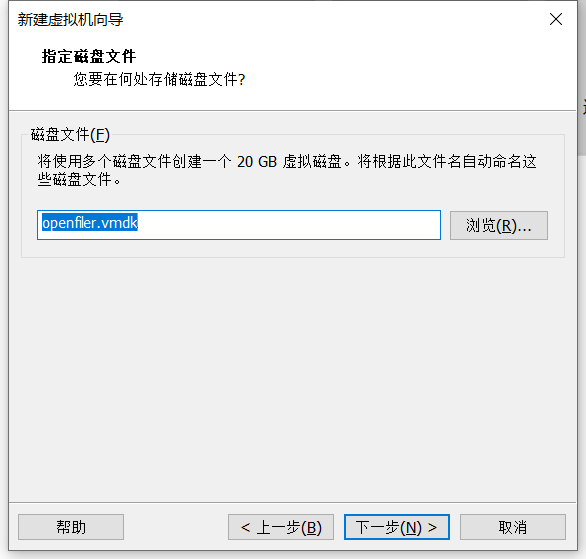 新建虚拟机向导
指定磁盘文件
您要在何处存储磁盘文件?
磁盘文件(F)
将使用多个磁盘文件创建一个 20 GB 虚拟磁盘。将根据此文件名自动命名这
些磁盘文件。
openfiler.vmdk
浏览(R)...
帮助
< 上一步(B)
下一步(N) >
取消